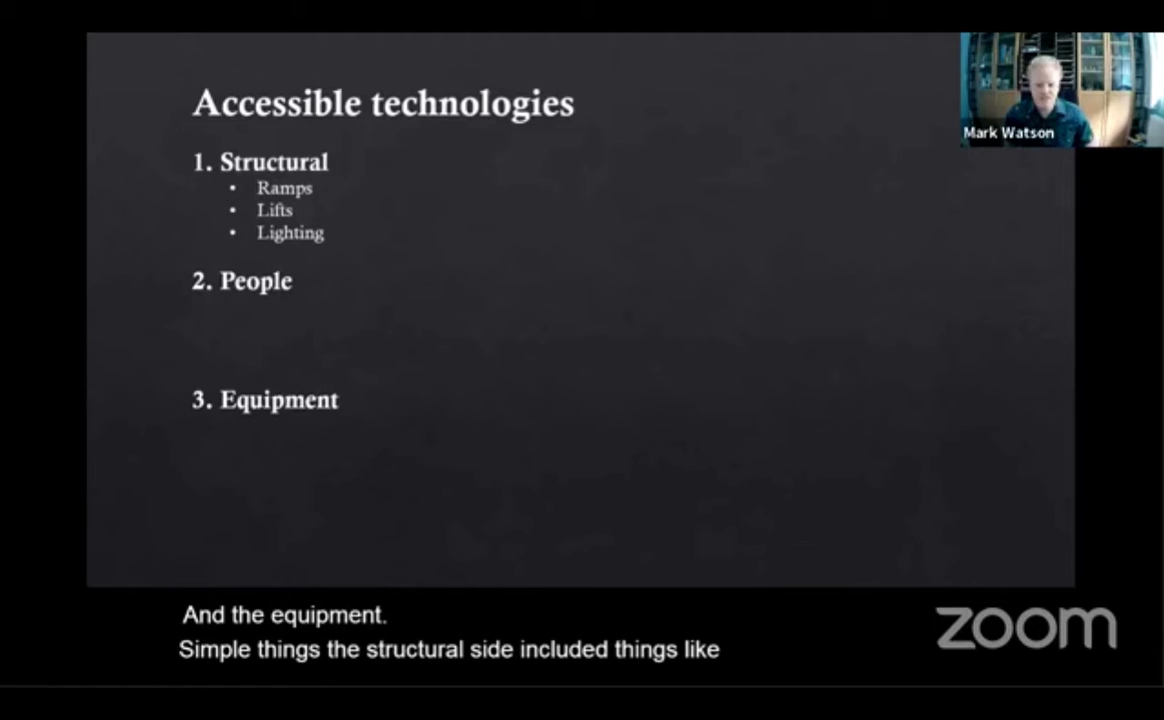 Accessible technologies
Mark Watson
1. Structural
• Ramps
• Lifts
• Lighting
2. People
3. Equipment
And the equipment.
Simple things the structural side included things like
zoom